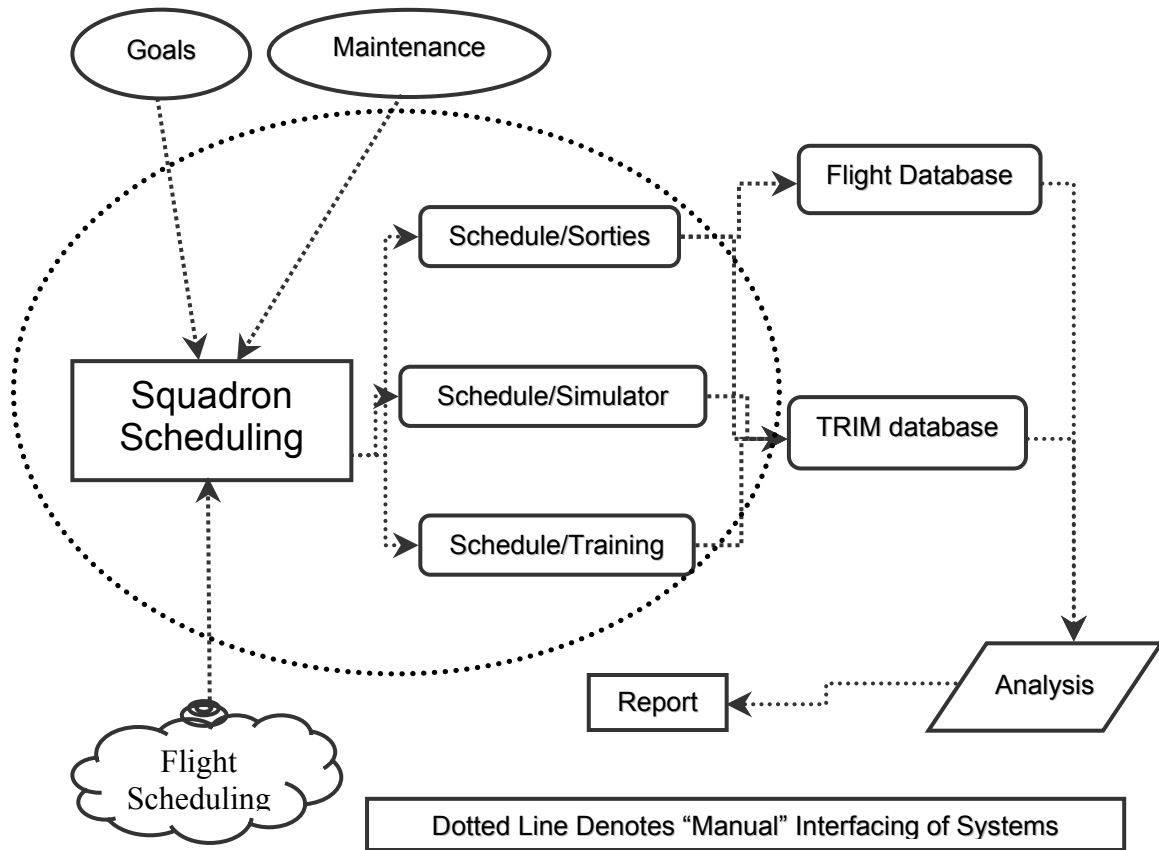 Goals
Maintenance
Flight Database
Schedule/Sorties
Squadron
Scheduling
Schedule/Simulator
TRIM database
Schedule/Training
Analysis
Report
Flight
Scheduling
Dotted Line Denotes “Manual” Interfacing of Systems